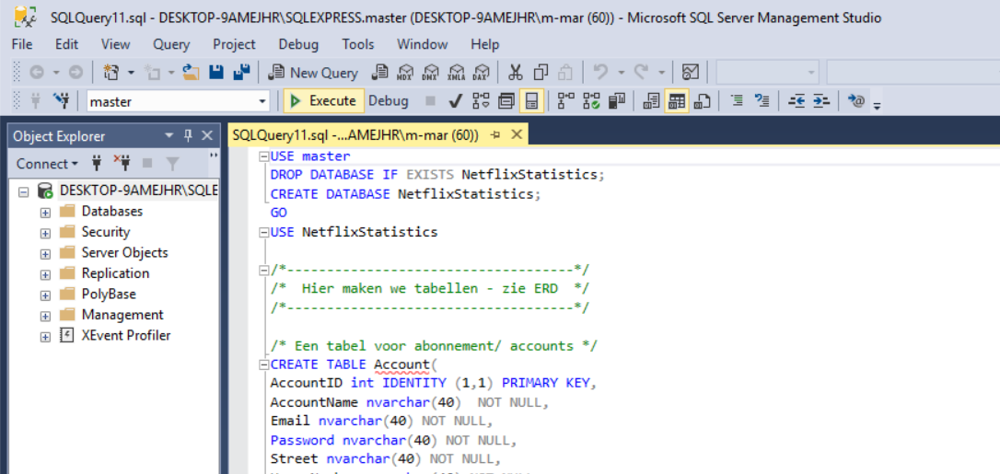 SQLQuery11.sql - DESKTOP-9AMEJHR\SQLEXPRESS.master (DESKTOP-9AMEJHR\m-mar (60)) - Microsoft SQL Server Management Studio
File Edit View Query Project Debug Tools Window Help
New Query MDX DMX XMLA DAX
master Execute Debug
Object Explorer
SQLQuery11.sql -...AMEJHR\m-mar (60))
Connect
DESKTOP-9AMEJHR\SQLE
Databases
Security
Server Objects
Replication
PolyBase
Management
XEvent Profiler
USE master
DROP DATABASE IF EXISTS NetflixStatistics;
CREATE DATABASE NetflixStatistics;
GO
USE NetflixStatistics
/*------------------------------------*/
/*  Hier maken we tabellen - zie ERD  */
/*------------------------------------*/
/* Een tabel voor abonnement/ accounts */
CREATE TABLE Account(
AccountID int IDENTITY (1,1) PRIMARY KEY,
AccountName nvarchar(40)  NOT NULL,
Email nvarchar(40) NOT NULL,
Password nvarchar(40) NOT NULL,
Street nvarchar(40) NOT NULL,